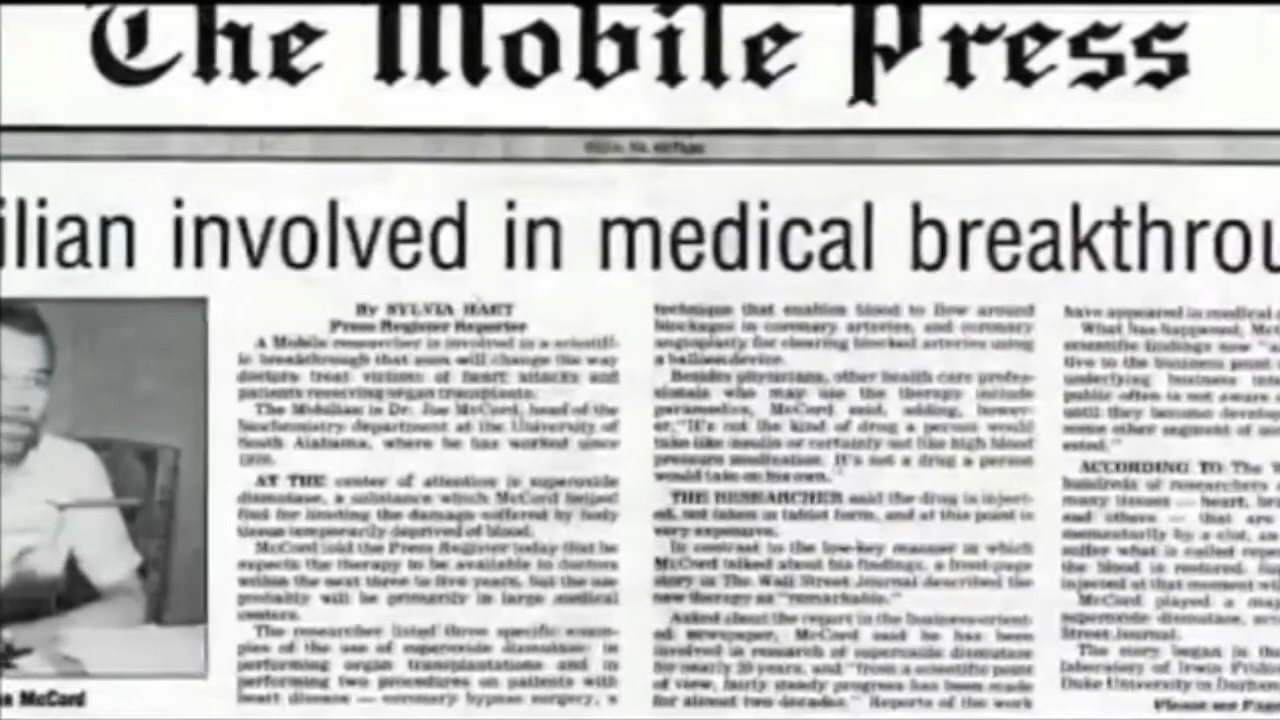 The Mobile Press
ilian involved in medical breakthrou
By SYLVIA HART
Press Register Reporter
A Mobile researcher is involved in a scientif-
ic breakthrough that soon will change the way
doctors treat victims of heart attacks and
patients receiving organ transplants.
The Mobilian is Dr. Joe McCord, head of the
biochemistry department at the University of
South Alabama, where he has worked since
AT THE center of attention is superoxide
dismutase, a substance which McCord helped
find for limiting the damage suffered by body
tissue temporarily deprived of blood.
McCord told the Press Register today that he
expects the therapy to be available to doctors
within the next three to five years, but the use
probably will be primarily in large medical
centers.
The researcher listed three specific exam-
ples of the use of superoxide dismutase: in
performing organ transplantations and in
performing two procedures on patients with
heart disease — coronary bypass surgery, a
McCord
technique that enables blood to flow around
blockages in coronary arteries, and coronary
angioplasty for clearing blocked arteries using
a balloon device.
Besides physicians, other health care profes-
sionals who may use the therapy include
paramedics, McCord said, adding, howev-
er, "It's not the kind of drug a person would
take like insulin or certainly not like high blood
pressure medication. It's not a drug a person
would take on his own."
THE RESEARCHER said the drug is inject-
ed, not taken in tablet form, and at this point is
very expensive.
In contrast to the low-key manner in which
McCord talked about his findings, a front-page
story in The Wall Street Journal described the
new therapy as "remarkable."
Asked about the report in the business-orient-
ed newspaper, McCord said he has been
involved in research of superoxide dismutase
for nearly 20 years, and "from a scientific point
of view, fairly steady progress has been made
for almost two decades." Reports of the work
have appeared in medical
What has happened, Mc
scientific findings now
tive to the business point
underlying business inte
public often is not aware
until they become develop
some other segment of
ested."
ACCORDING TO The W
hundreds of researchers
many tissues — heart,
and others — that are
momentarily by a clot,
suffer what is called
the blood is restored.
injected at that moment
McCord played a maj
superoxide dismutase,
Street Journal.
The story began in the
laboratory of Irwin Frido
Duke University in Durham
Please see Page